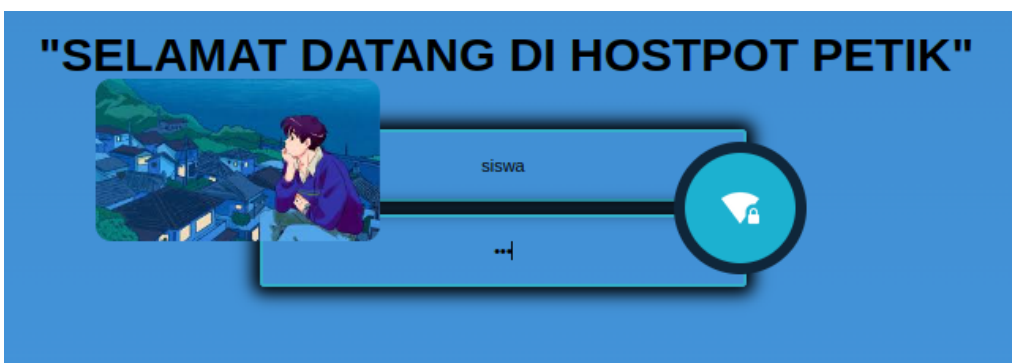 "SELAMAT DATANG DI HOSTPOT PETIK"
siswa
•••